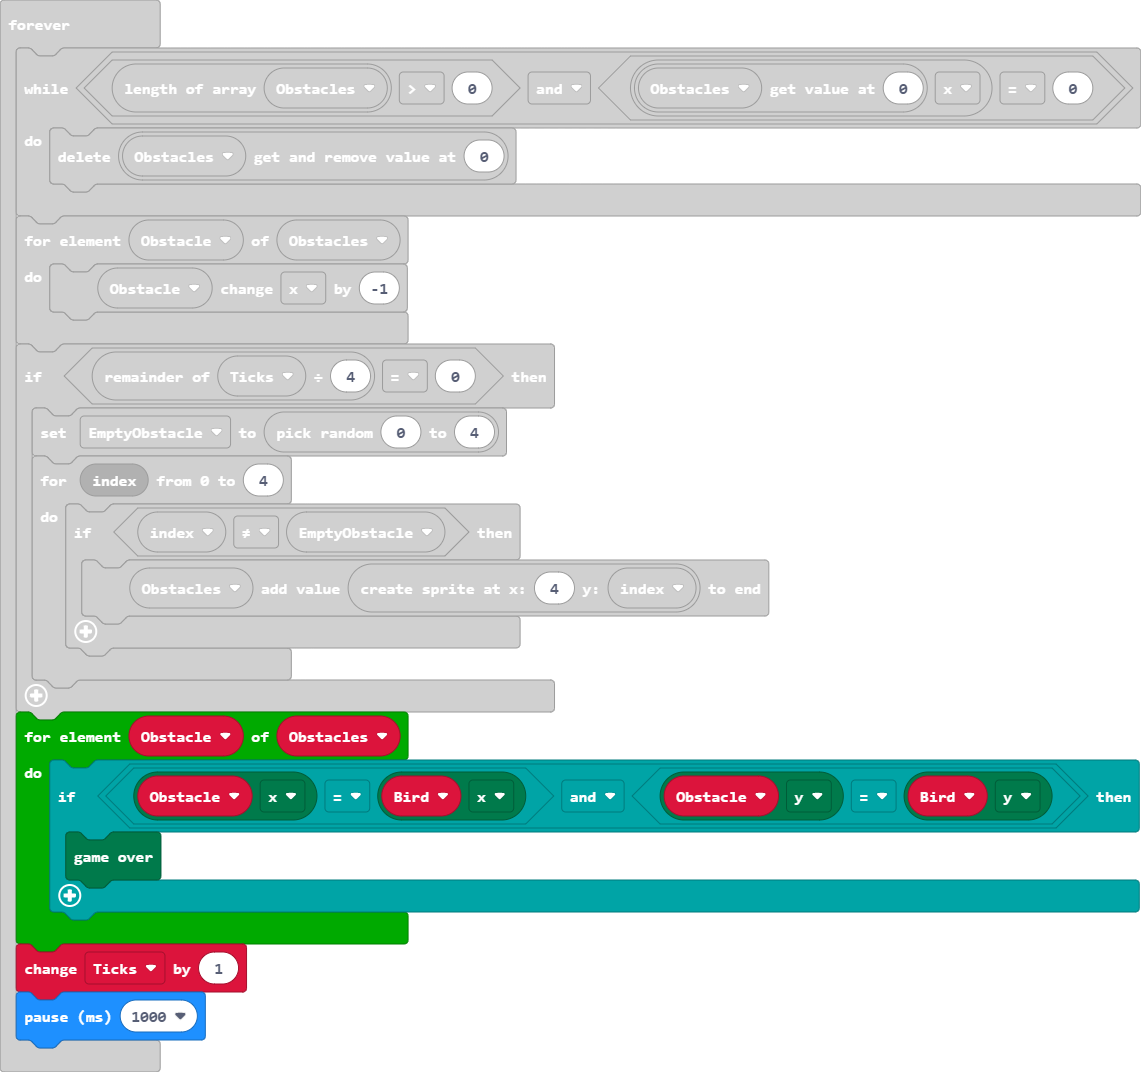 forever
while length of array Obstacles > 0 and Obstacles get value at 0 x = 0
do
delete Obstacles get and remove value at 0
for element Obstacle of Obstacles
do
Obstacle change x by -1
if remainder of Ticks ÷ 4 = 0 then
set EmptyObstacle to pick random 0 to 4
for index from 0 to 4
do
if index ≠ EmptyObstacle then
Obstacles add value create sprite at x: 4 y: index to end
for element Obstacle of Obstacles
do
if Obstacle x = Bird x and Obstacle y = Bird y then
game over
change Ticks by 1
pause (ms) 1000